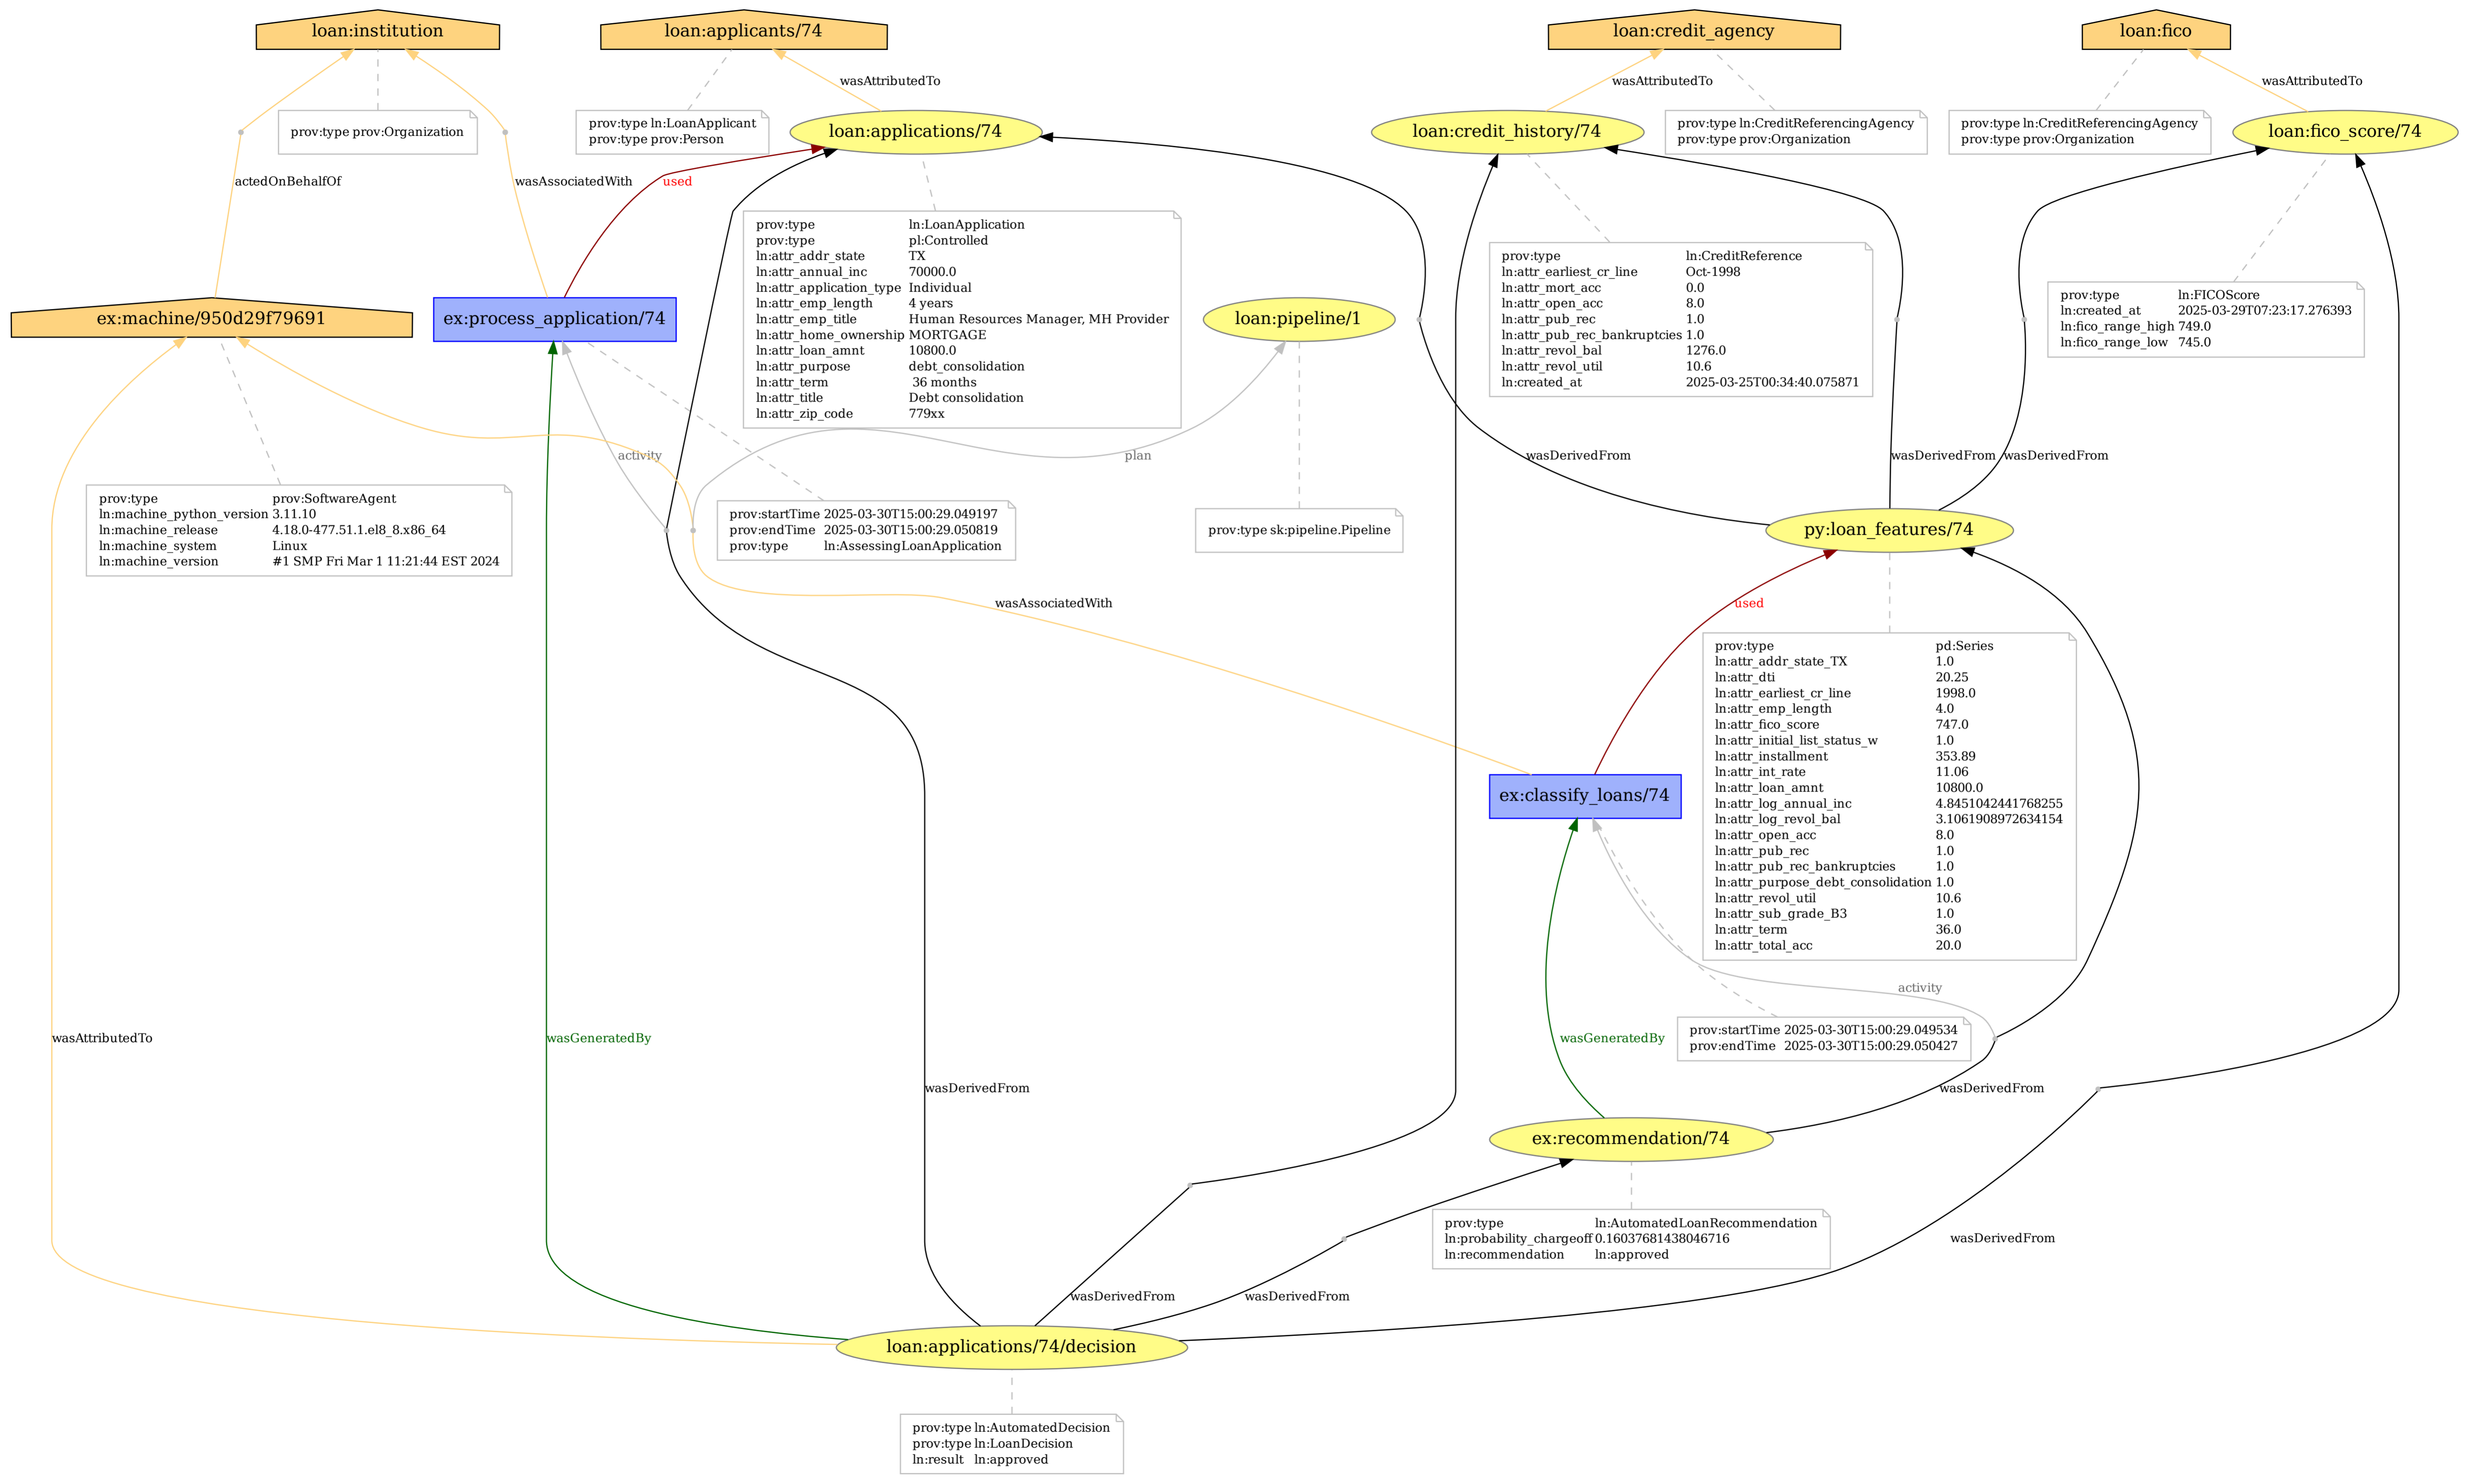 loan:institution
loan:applicants/74
loan:credit_agency
loan:fico
wasAttributedTo
wasAttributedTo
wasAttributedTo
prov:type prov:Organization
prov:type ln:LoanApplicant
prov:type prov:Person
loan:applications/74
loan:credit_history/74
prov:type ln:CreditReferencingAgency
prov:type prov:Organization
prov:type ln:CreditReferencingAgency
prov:type prov:Organization
loan:fico_score/74
actedOnBehalfOf
wasAssociatedWith
used
prov:type ln:LoanApplication
prov:type pl:Controlled
ln:attr_addr_state TX
ln:attr_annual_inc 70000.0
ln:attr_application_type Individual
ln:attr_emp_length 4 years
ln:attr_emp_title Human Resources Manager, MH Provider
ln:attr_home_ownership MORTGAGE
ln:attr_loan_amnt 10800.0
ln:attr_purpose debt_consolidation
ln:attr_term 36 months
ln:attr_title Debt consolidation
ln:attr_zip_code 779xx
prov:type ln:CreditReference
ln:attr_earliest_cr_line Oct-1998
ln:attr_mort_acc 0.0
ln:attr_open_acc 8.0
ln:attr_pub_rec 1.0
ln:attr_pub_rec_bankruptcies 1.0
ln:attr_revol_bal 1276.0
ln:attr_revol_util 10.6
ln:created_at 2025-03-25T00:34:40.075871
prov:type ln:FICOScore
ln:created_at 2025-03-29T07:23:17.276393
ln:fico_range_high 749.0
ln:fico_range_low 745.0
ex:machine/950d29f79691
ex:process_application/74
loan:pipeline/1
activity
plan
wasDerivedFrom
wasDerivedFrom
wasDerivedFrom
prov:type prov:SoftwareAgent
ln:machine_python_version 3.11.10
ln:machine_release 4.18.0-477.51.1.el8_8.x86_64
ln:machine_system Linux
ln:machine_version #1 SMP Fri Mar 1 11:21:44 EST 2024
prov:startTime 2025-03-30T15:00:29.049197
prov:endTime 2025-03-30T15:00:29.050819
prov:type ln:AssessingLoanApplication
prov:type sk:pipeline.Pipeline
py:loan_features/74
wasAssociatedWith
used
prov:type pd:Series
ln:attr_addr_state_TX 1.0
ln:attr_dti 20.25
ln:attr_earliest_cr_line 1998.0
ln:attr_emp_length 4.0
ln:attr_fico_score 747.0
ln:attr_initial_list_status_w 1.0
ln:attr_installment 353.89
ln:attr_int_rate 11.06
ln:attr_loan_amnt 10800.0
ln:attr_log_annual_inc 4.8451042441768255
ln:attr_log_revol_bal 3.1061908972634154
ln:attr_open_acc 8.0
ln:attr_pub_rec 1.0
ln:attr_pub_rec_bankruptcies 1.0
ln:attr_purpose_debt_consolidation 1.0
ln:attr_revol_util 10.6
ln:attr_sub_grade_B3 1.0
ln:attr_term 36.0
ln:attr_total_acc 20.0
ex:classify_loans/74
activity
wasAttributedTo
wasGeneratedBy
wasGeneratedBy
prov:startTime 2025-03-30T15:00:29.049534
prov:endTime 2025-03-30T15:00:29.050427
wasDerivedFrom
wasDerivedFrom
ex:recommendation/74
prov:type ln:AutomatedLoanRecommendation
ln:probability_chargeoff 0.16037681438046716
ln:recommendation ln:approved
wasDerivedFrom
wasDerivedFrom
wasDerivedFrom
loan:applications/74/decision
prov:type ln:AutomatedDecision
prov:type ln:LoanDecision
ln:result ln:approved